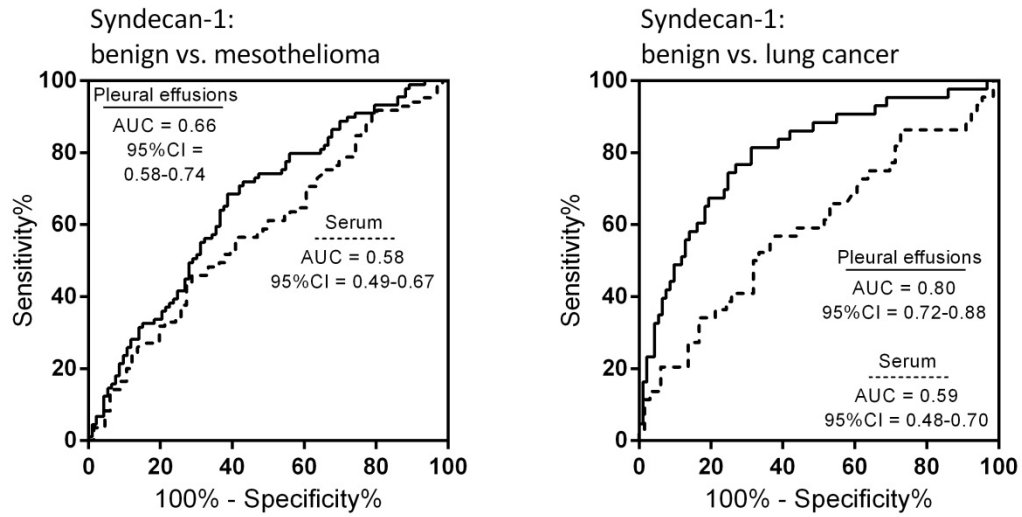 Syndecan-1:
benign vs. mesothelioma
100
80
60
40
20
0
Sensitivity%
Pleural effusions
AUC = 0.66
95%CI =
0.58-0.74
Serum
AUC = 0.58
95%CI = 0.49-0.67
0 20 40 60 80 100
100% - Specificity%
Syndecan-1:
benign vs. lung cancer
100
80
60
40
20
0
Sensitivity%
Pleural effusions
AUC = 0.80
95%CI = 0.72-0.88
Serum
AUC = 0.59
95%CI = 0.48-0.70
0 20 40 60 80 100
100% - Specificity%